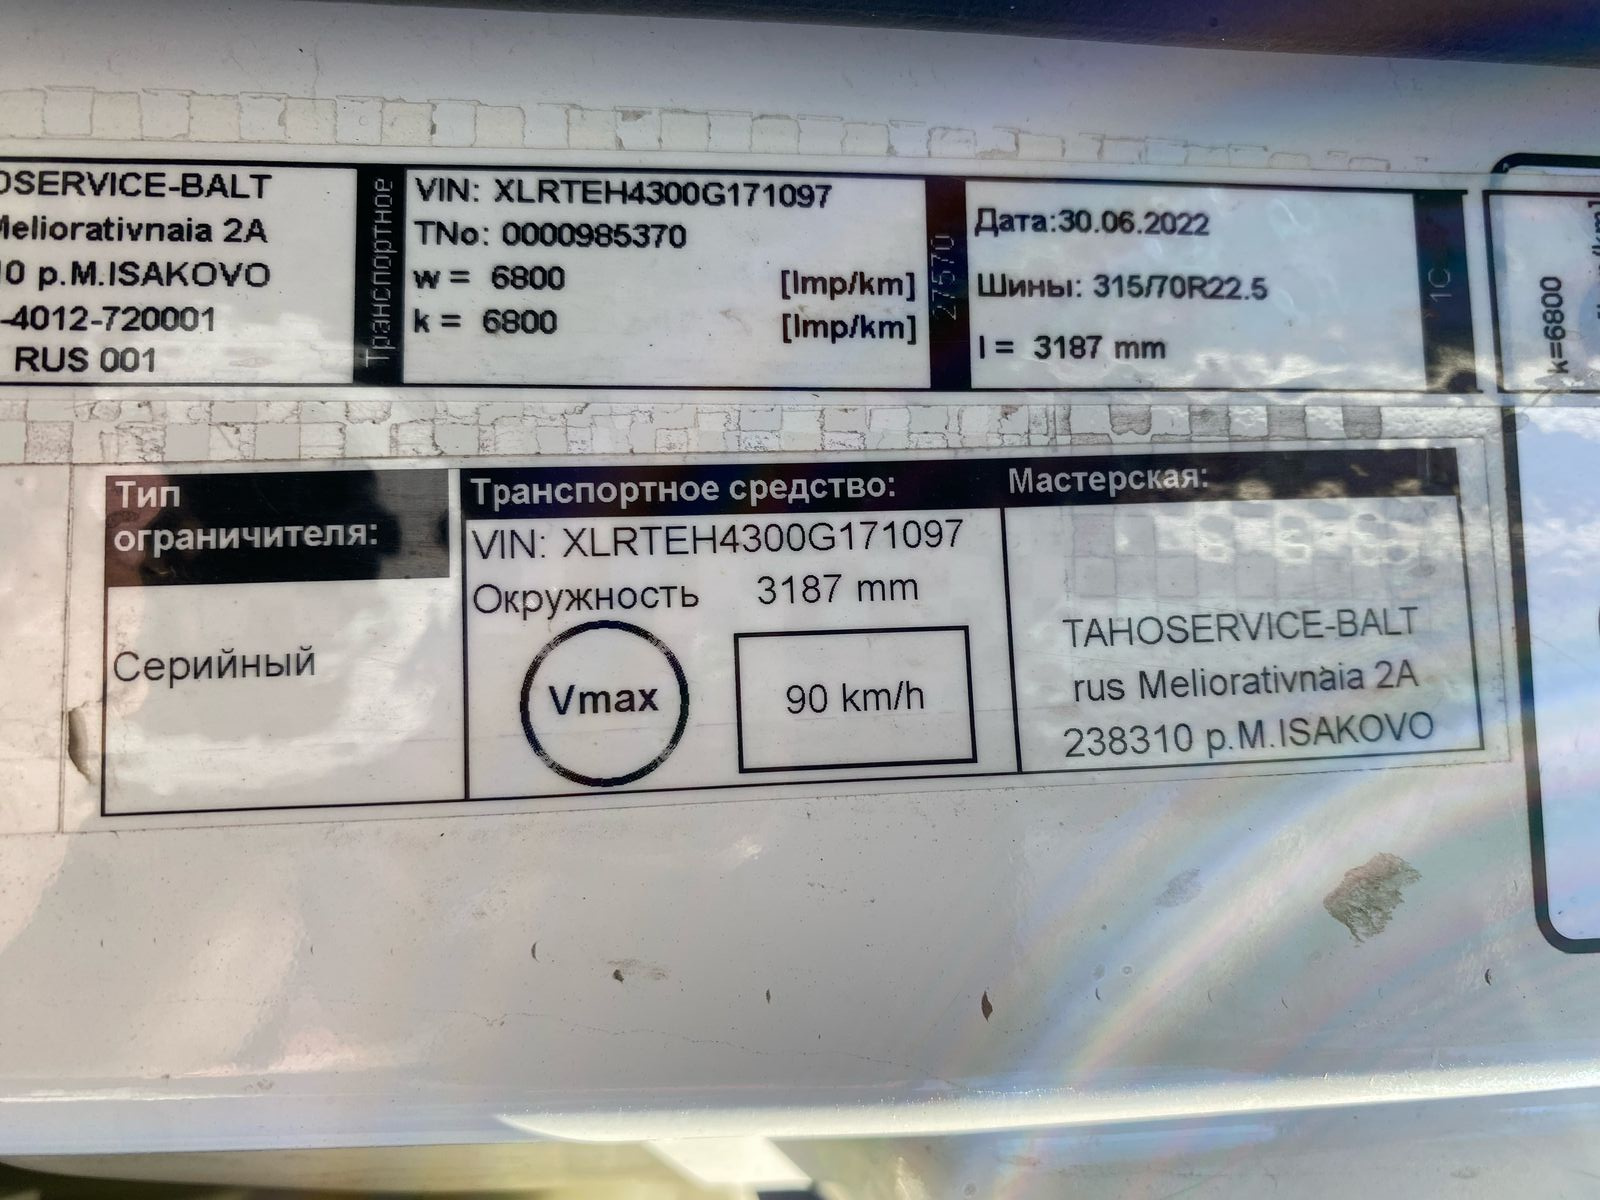 OSERVICE-BALT
Meliorativnaia 2A
10 p.M.ISAKOVO
-4012-720001
RUS 001
Транспортное
VIN: XLRTEH4300G171097
TNo: 0000985370
w = 6800 [Imp/km]
k = 6800 [Imp/km]
27570
Дата:30.06.2022
Шины: 315/70R22.5
l = 3187 mm
1C
k=6800
Тип
ограничителя:
Серийный
Транспортное средство:
VIN: XLRTEH4300G171097
Окружность 3187 mm
Vmax
90 km/h
Мастерская:
TAHOSERVICE-BALT
rus Meliorativnaia 2A
238310 p.M.ISAKOVO